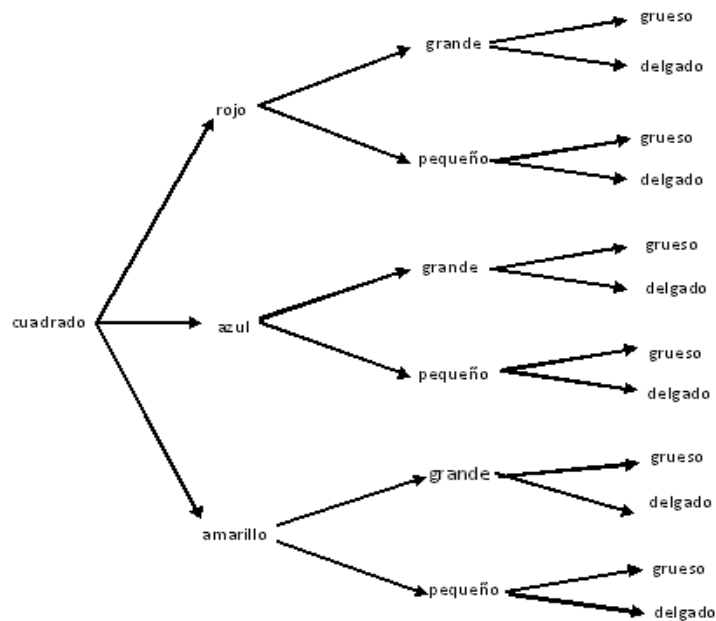 grueso
grande
delgado
rojo
grueso
pequeño
delgado
grueso
grande
delgado
cuadrado
azul
grueso
pequeño
delgado
grueso
grande
delgado
amarillo
grueso
pequeño
delgado